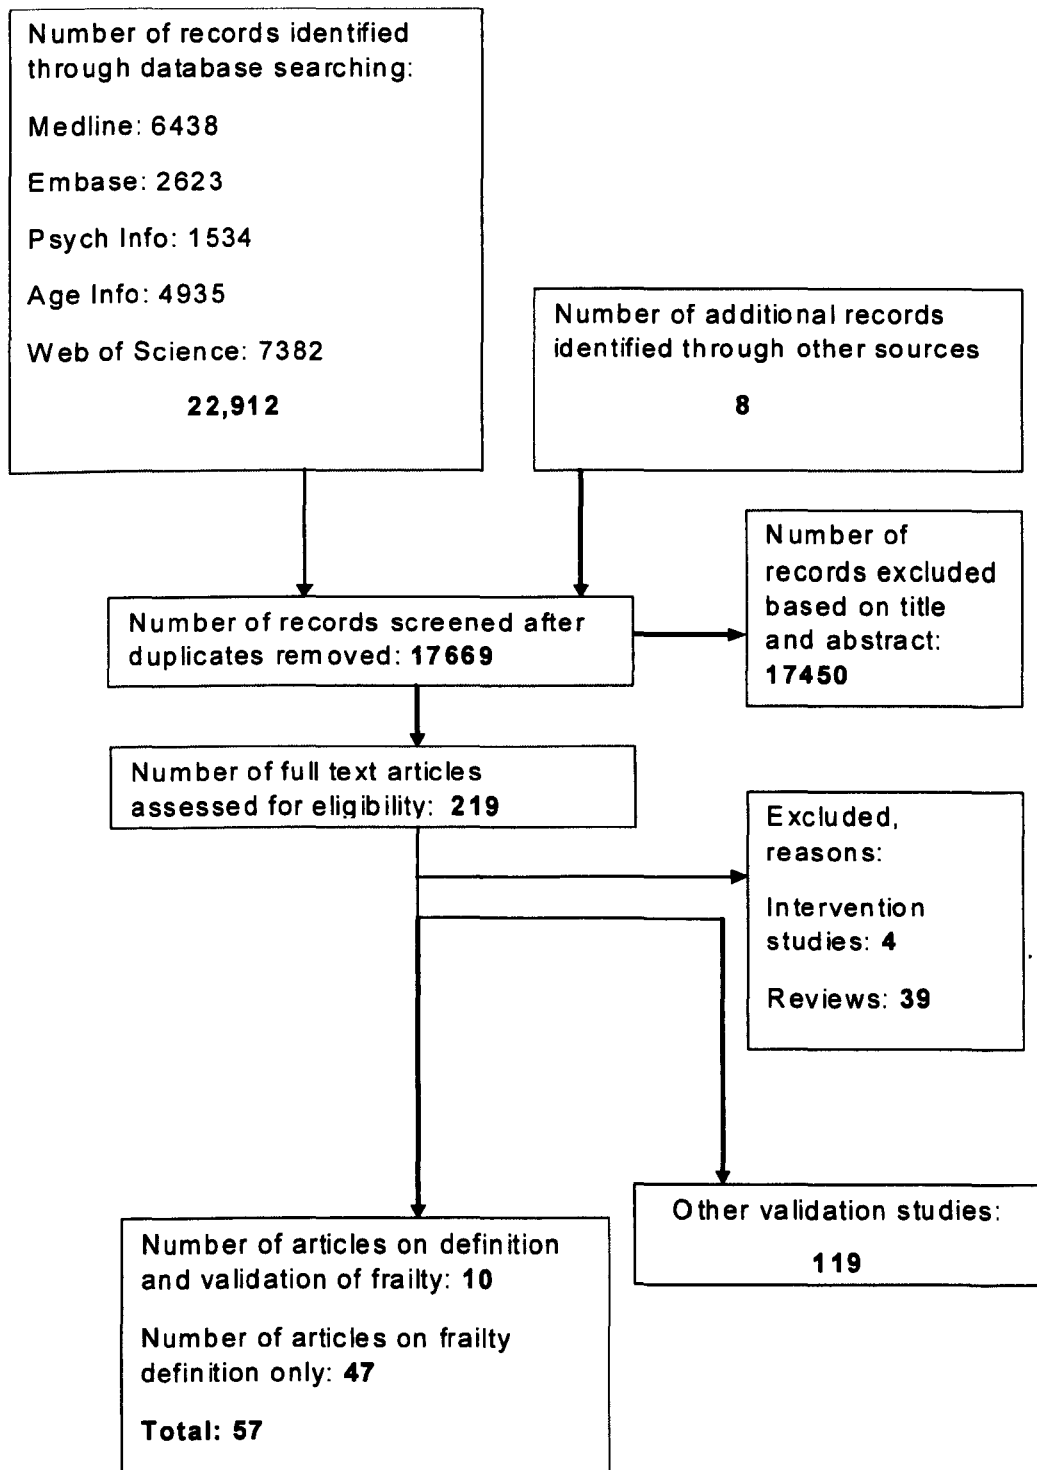 Number of records identified
through database searching:
Medline: 6438
Embase: 2623
Psych Info: 1534
Age Info: 4935
Web of Science: 7382
22,912
Number of additional records
identified through other sources
8
Number of records screened after
duplicates removed: 17669
Number of
records excluded
based on title
and abstract:
17450
Number of full text articles
assessed for eligibility: 219
Excluded,
reasons:
Intervention
studies: 4
Reviews: 39
Other validation studies:
119
Number of articles on definition
and validation of frailty: 10
Number of articles on frailty
definition only: 47
Total: 57